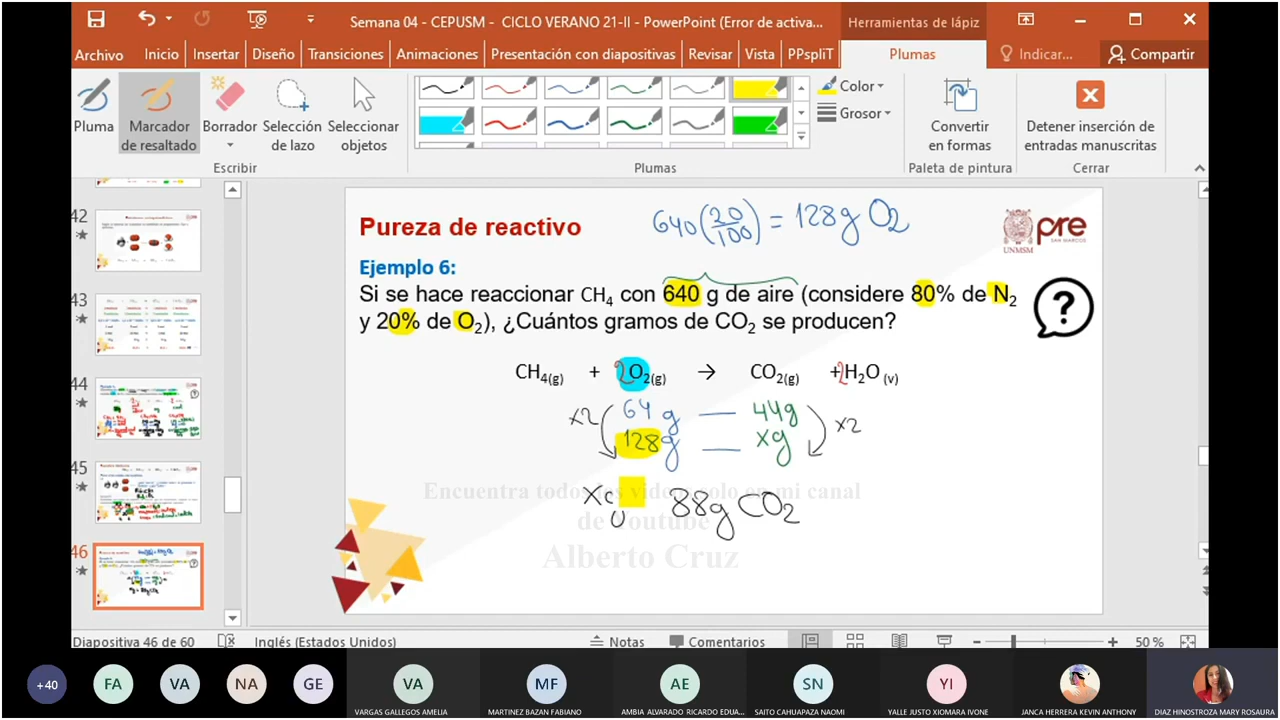 Semana 04 - CEPUSM - CICLO VERANO 21-II - PowerPoint (Error de activa...
Herramientas de lápiz
Archivo Inicio Insertar Diseño Transiciones Animaciones Presentación con diapositivas Revisar Vista PPspliT Plumas Indicar... Compartir
Pluma
Marcador de resaltado
Borrador
Selección de lazo
Seleccionar objetos
Color
Grosor
Convertir en formas
Detener inserción de entradas manuscritas
Escribir Plumas Paleta de pintura Cerrar
42
43
44
45
46
Pureza de reactivo
640(20/100) = 128g O2
UNMSM
pre
SAN MARCOS
Ejemplo 6:
Si se hace reaccionar CH4 con 640 g de aire (considere 80% de N2
y 20% de O2), ¿Cuántos gramos de CO2 se producen?
?
CH4(g) + 2O2(g) → CO2(g) + 2H2O (v)
x2 64 g — 44g x2
128g — xg
Encuentra videos solo en mi canal
de Youtube
Alberto Cruz
88g CO2
Diapositiva 46 de 60 Inglés (Estados Unidos) Notas Comentarios 50 %
+40 FA VA NA GE VA MF AE SN YI
VARGAS GALLEGOS AMELIA
MARTINEZ BAZAN FABIANO
AMBIA ALVARADO RICARDO EDUA...
SAITO CAHUAPAZA NAOMI
YALLE JUSTO XIOMARA IVONE
JANCA HERRERA KEVIN ANTHONY
DIAZ HINOSTROZA MARY ROSAURA